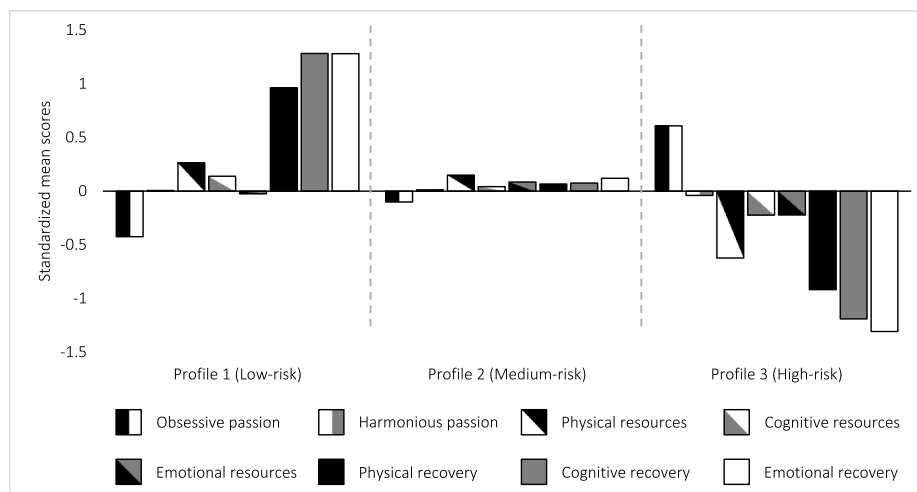 Standardized mean scores
1.5
1
0.5
0
-0.5
-1
-1.5
Profile 1 (Low-risk) Profile 2 (Medium-risk) Profile 3 (High-risk)
Obsessive passion Harmonious passion Physical resources Cognitive resources
Emotional resources Physical recovery Cognitive recovery Emotional recovery